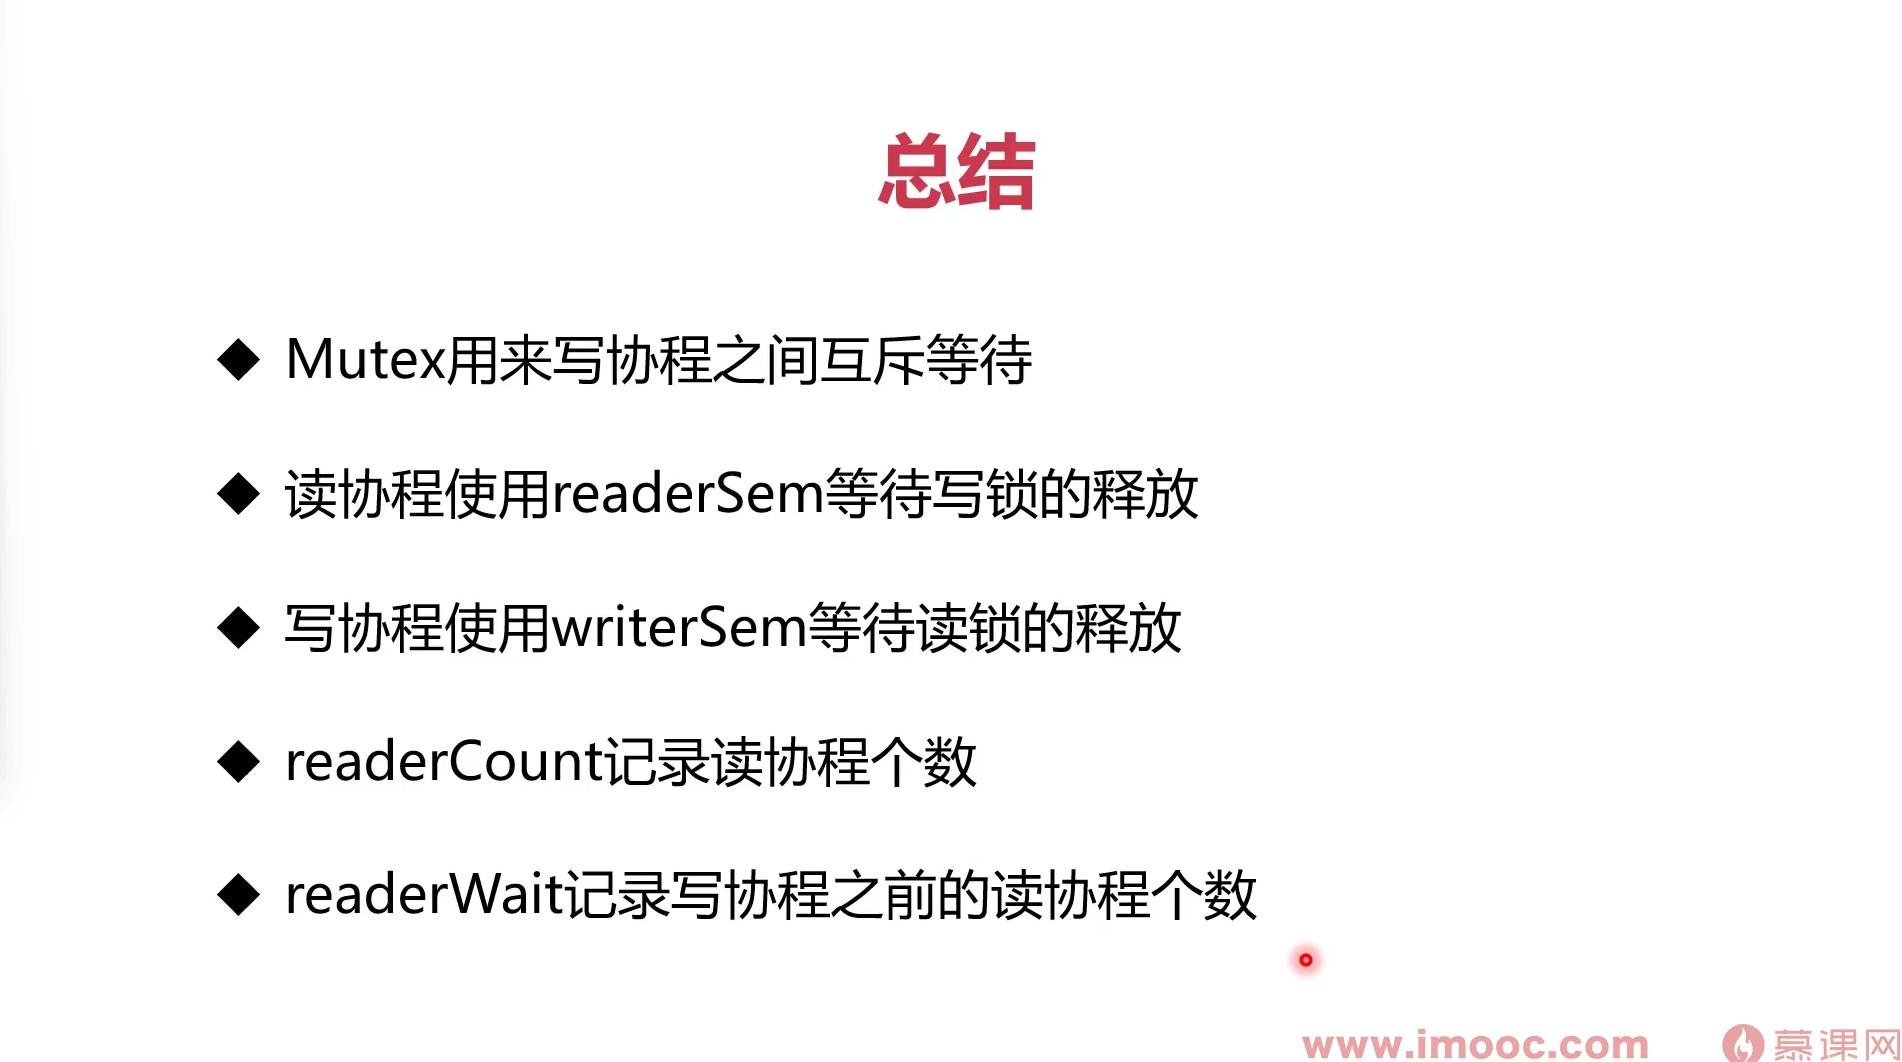 总结
Mutex用来写协程之间互斥等待
读协程使用readerSem等待写锁的释放
写协程使用writerSem等待读锁的释放
readerCount记录读协程个数
readerWait记录写协程之前的读协程个数
www.imooc.com 慕课网